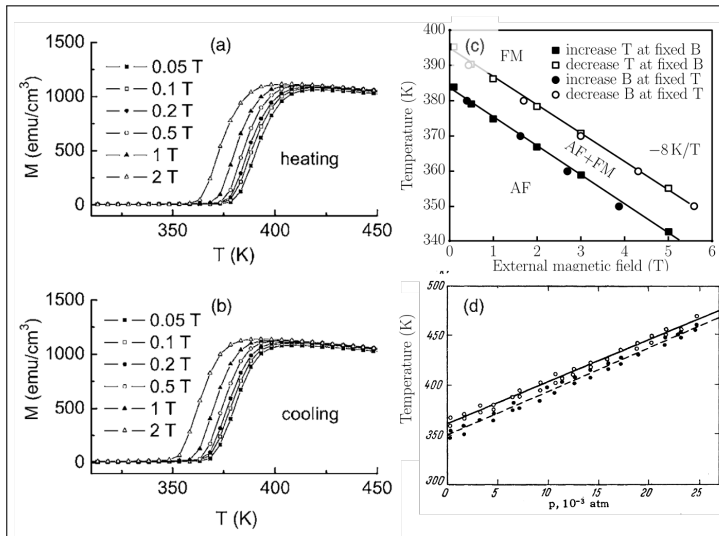 (a)
1500
1000
500
0
M (emu/cm³)
0.05 T
0.1 T
0.2 T
0.5 T
1 T
2 T
heating
350
400
450
T (K)
(b)
1500
1000
500
0
M (emu/cm³)
0.05 T
0.1 T
0.2 T
0.5 T
1 T
2 T
cooling
350
400
450
T (K)
(c)
400
390
380
370
360
350
340
Temperature (K)
FM
increase T at fixed B
decrease T at fixed B
increase B at fixed T
decrease B at fixed T
AF+FM
−8 K/T
AF
0
1
2
3
4
5
6
External magnetic field (T)
(d)
500
450
400
350
300
Temperature (K)
0
5
10
15
20
25
p, 10⁻³ atm